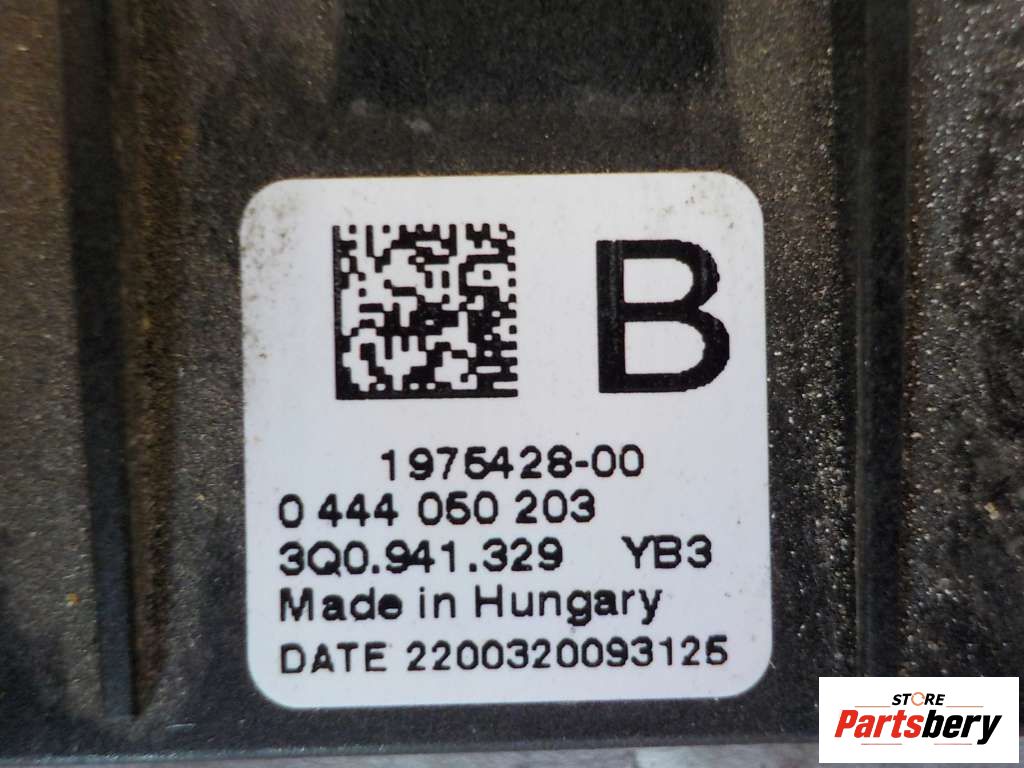 B
1975428-00
0 444 050 203
3Q0.941.329 YB3
Made in Hungary
DATE 2200320093125
STORE
Partsbery